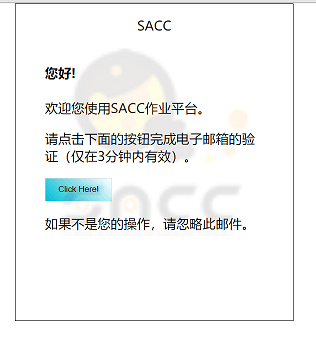 SACC
您好!
欢迎您使用SACC作业平台。
请点击下面的按钮完成电子邮箱的验
证（仅在3分钟内有效）。
Click Here!
如果不是您的操作，请忽略此邮件。
SACC